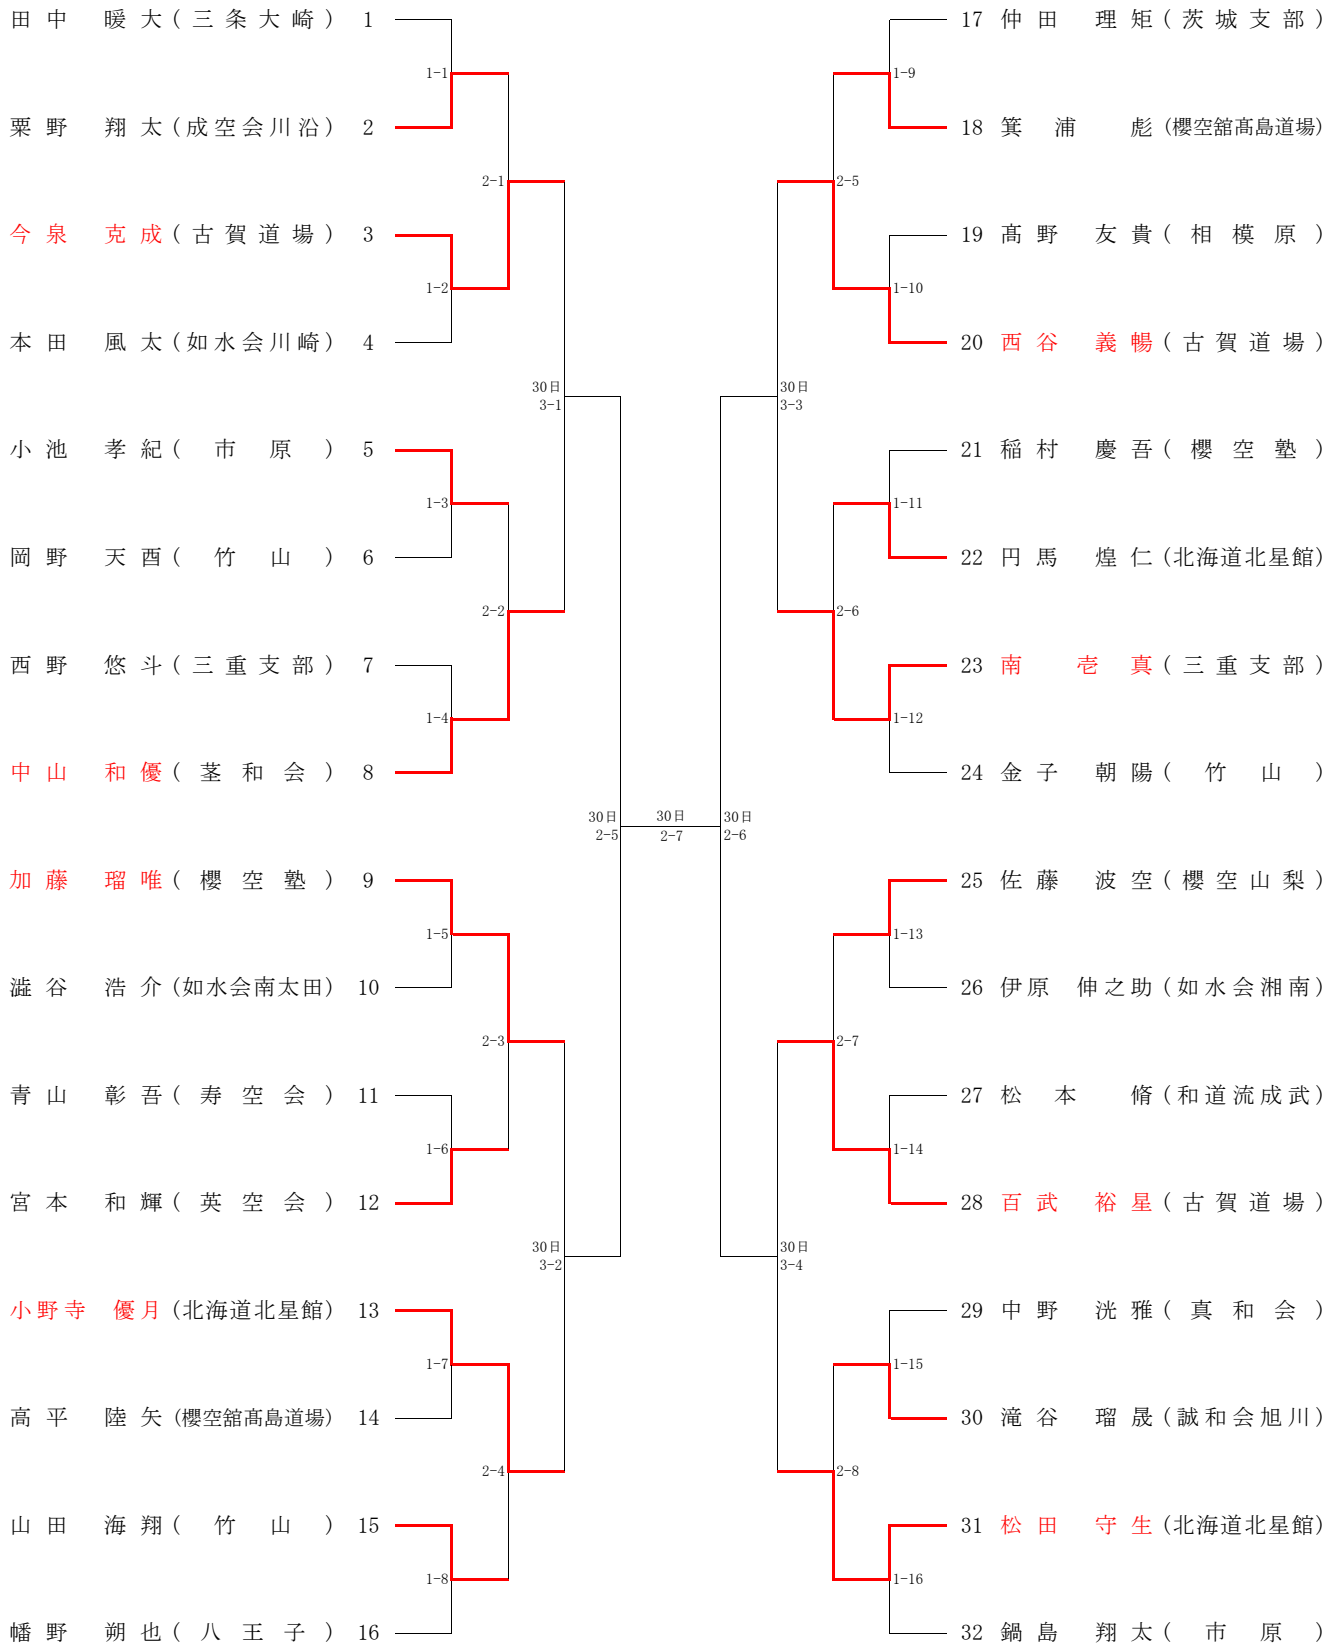 田中 暖大(三条大崎) 1
1-1
栗野 翔太(成空会川沿) 2
2-1
今泉 克成(古賀道場) 3
1-2
本田 風太(如水会川崎) 4
30日
3-1
小池 孝紀(市原) 5
1-3
岡野 天酉(竹山) 6
2-2
西野 悠斗(三重支部) 7
1-4
中山 和優(茎和会) 8
30日
2-5
加藤 瑠唯(櫻空塾) 9
1-5
澁谷 浩介(如水会南太田) 10
2-3
青山 彰吾(寿空会) 11
1-6
宮本 和輝(英空会) 12
30日
3-2
小野寺 優月(北海道北星館) 13
1-7
高平 陸矢(櫻空舘髙島道場) 14
2-4
山田 海翔(竹山) 15
1-8
幡野 朔也(八王子) 16
30日
2-7
17 仲田 理矩(茨城支部)
1-9
18 箕浦 彪(櫻空舘髙島道場)
2-5
19 髙野 友貴(相模原)
1-10
20 西谷 義暢(古賀道場)
30日
3-3
21 稲村 慶吾(櫻空塾)
1-11
22 円馬 煌仁(北海道北星館)
2-6
23 南 壱真(三重支部)
1-12
24 金子 朝陽(竹山)
30日
2-6
25 佐藤 波空(櫻空山梨)
1-13
26 伊原 伸之助(如水会湘南)
2-7
27 松本 脩(和道流成武)
1-14
28 百武 裕星(古賀道場)
30日
3-4
29 中野 洸雅(真和会)
1-15
30 滝谷 瑠晟(誠和会旭川)
2-8
31 松田 守生(北海道北星館)
1-16
32 鍋島 翔太(市原)